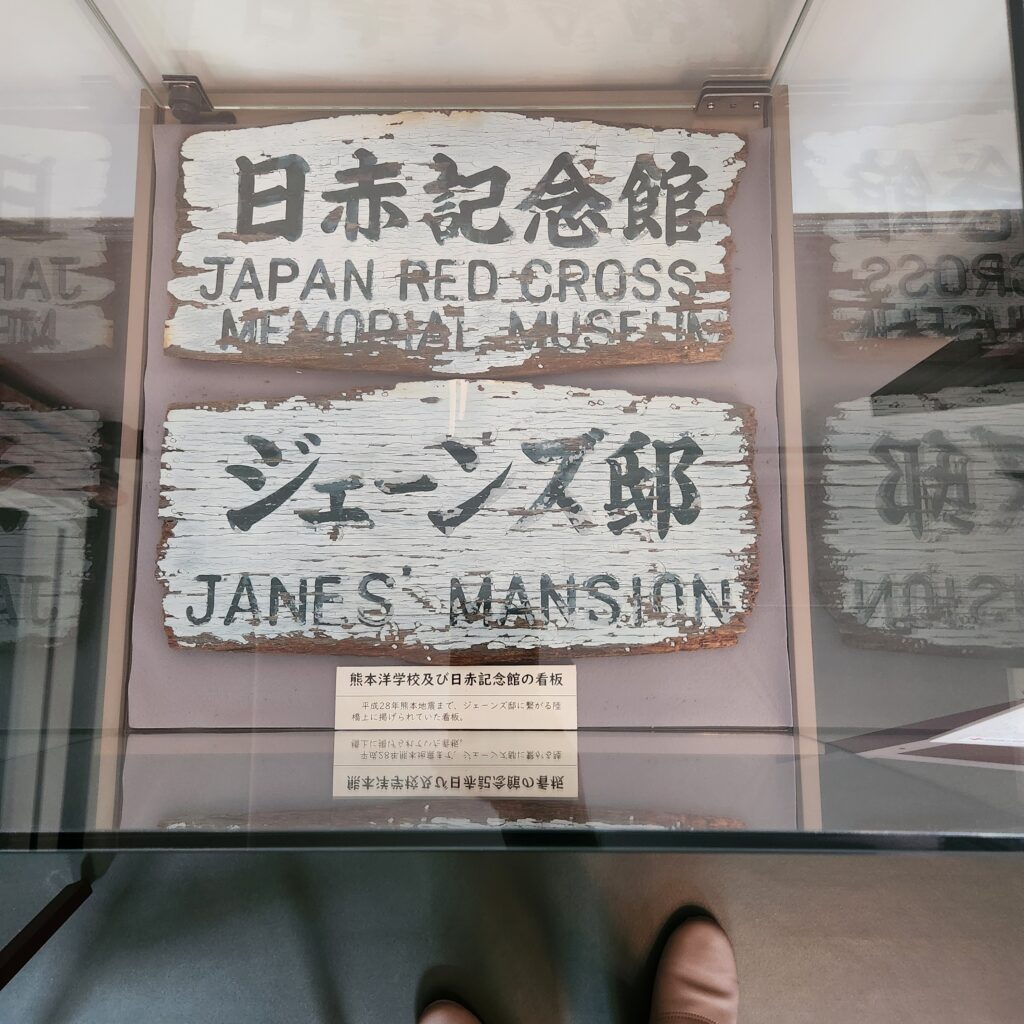 日赤記念館
JAPAN RED CROSS
MEMORIAL MUSEUM
ジェーンズ邸
JANES' MANSION
熊本洋学校及び日赤記念館の看板
平成28年熊本地震まで、ジェーンズ邸に繋がる陸
橋上に掲げられていた看板。